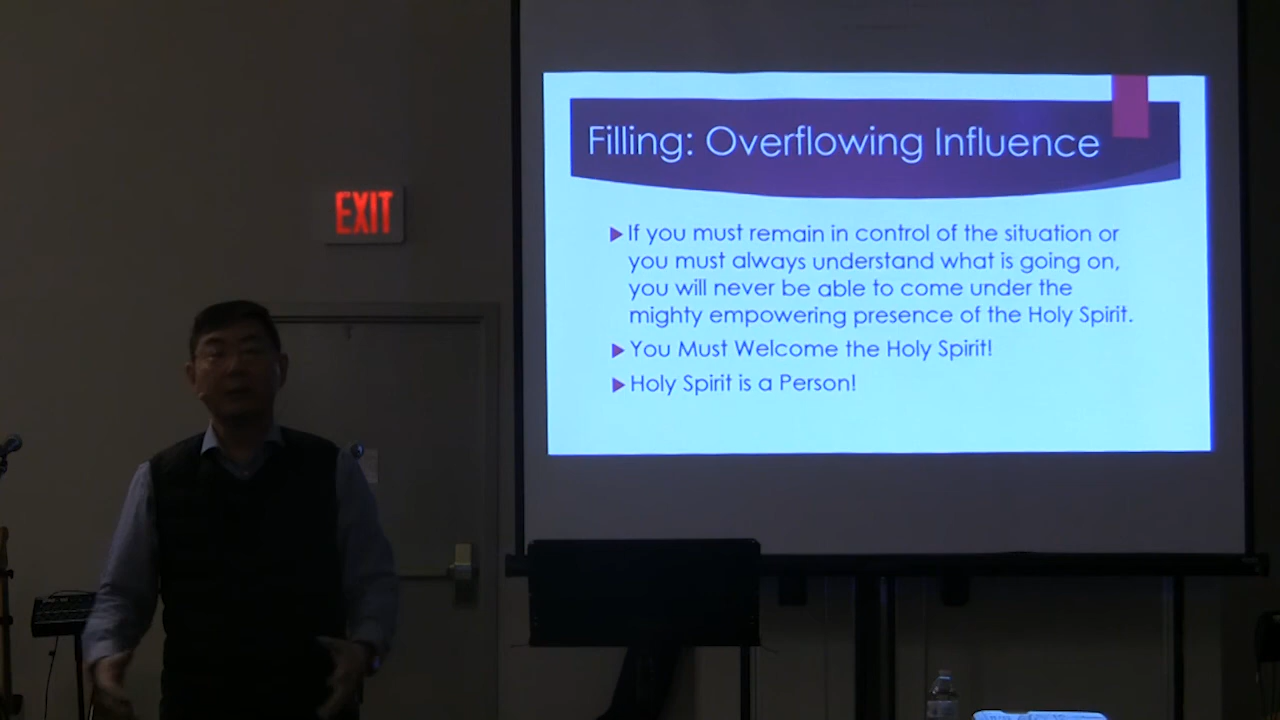 EXIT
Filling: Overflowing Influence
If you must remain in control of the situation or
you must always understand what is going on,
you will never be able to come under the
mighty empowering presence of the Holy Spirit.
You Must Welcome the Holy Spirit!
Holy Spirit is a Person!